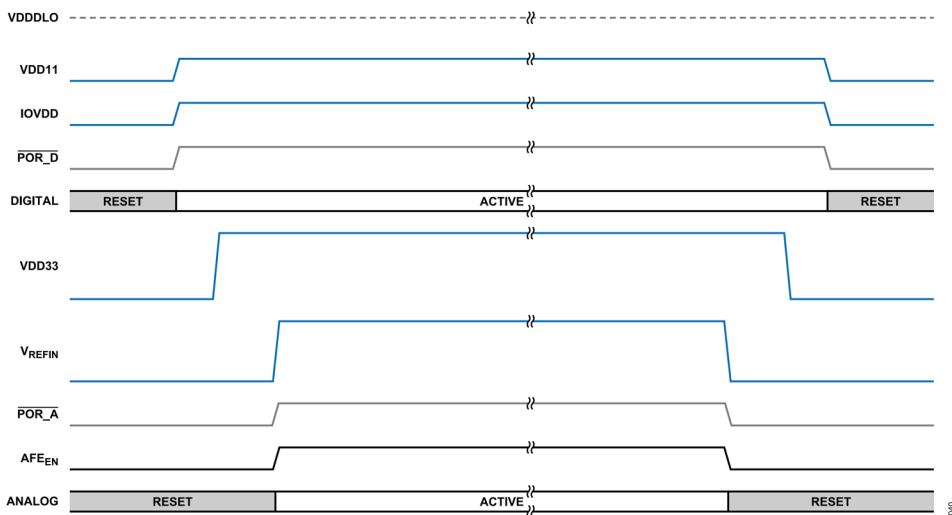 VDDDLO
VDD11
IOVDD
POR_D
DIGITAL RESET ACTIVE RESET
VDD33
VREFIN
POR_A
AFEEN
ANALOG RESET ACTIVE RESET